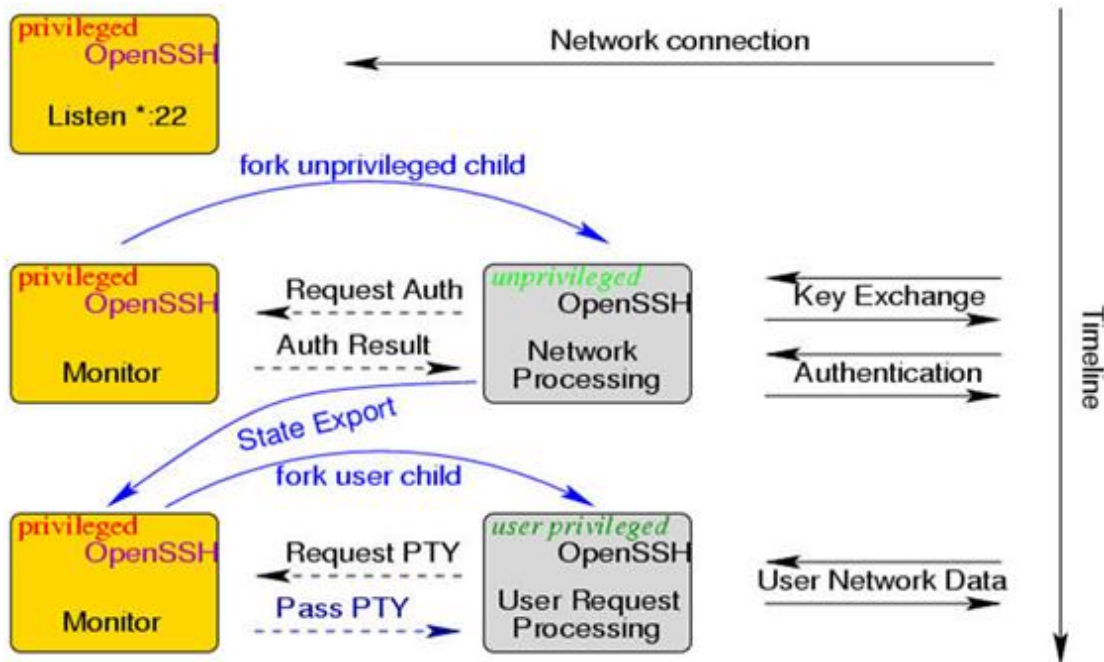 privileged
OpenSSH
Listen *:22
Network connection
fork unprivileged child
privileged
OpenSSH
Monitor
Request Auth
Auth Result
unprivileged
OpenSSH
Network
Processing
Key Exchange
Authentication
Timeline
State Export
fork user child
privileged
OpenSSH
Monitor
Request PTY
Pass PTY
user privileged
OpenSSH
User Request
Processing
User Network Data